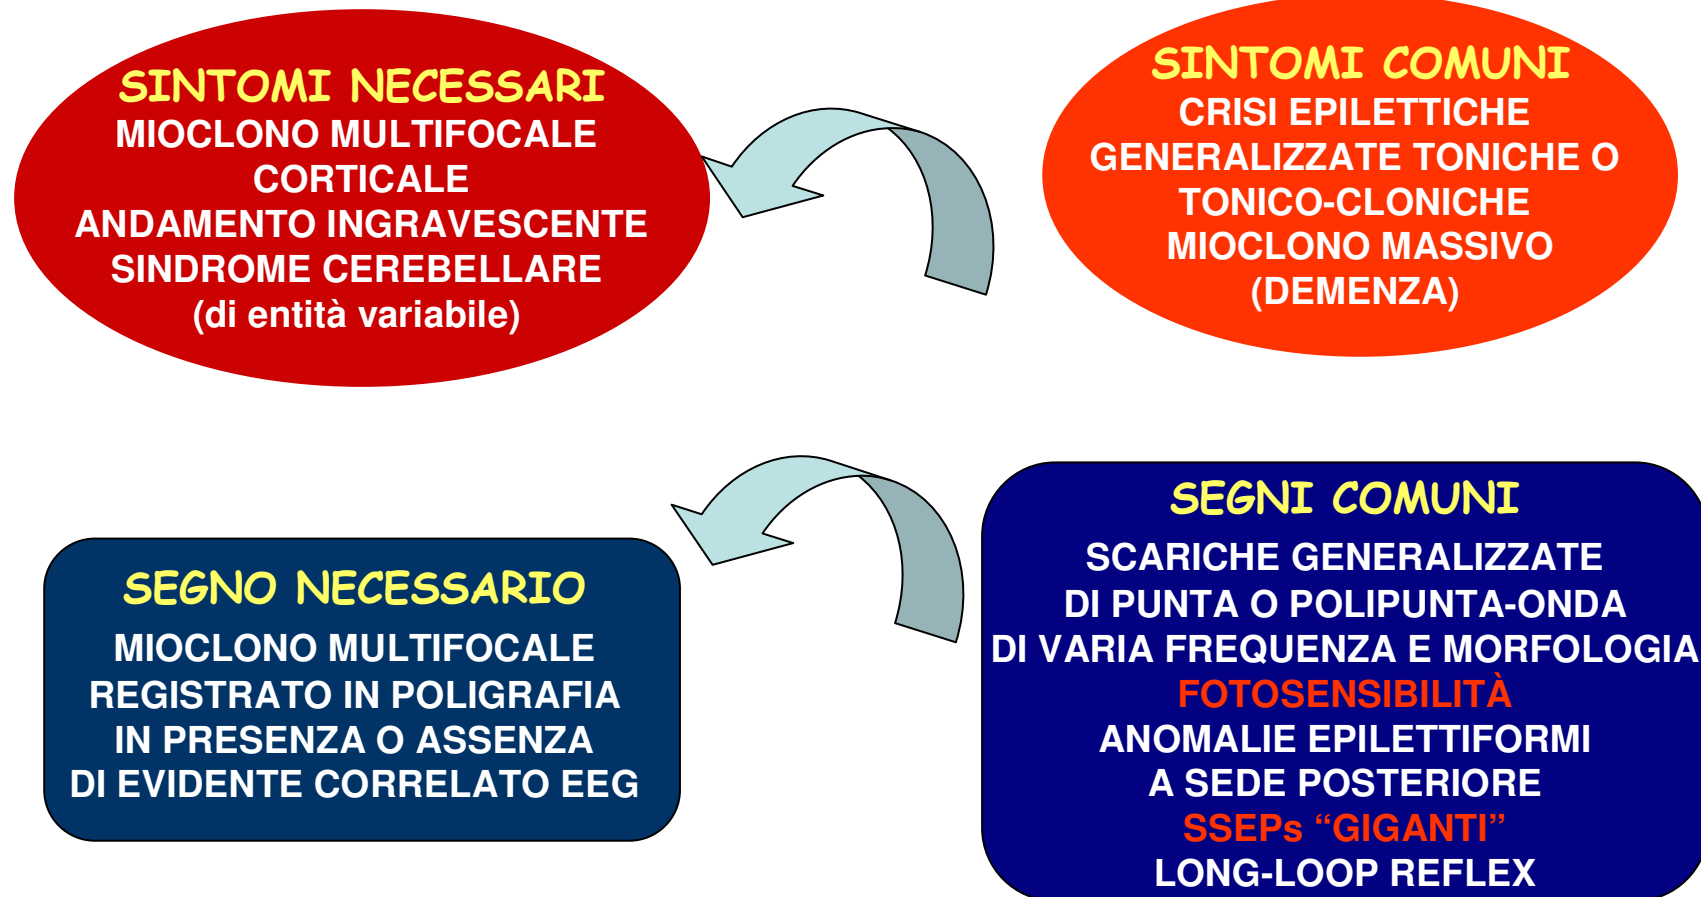 SINTOMI NECESSARI
MIOCLONO MULTIFOCALE
CORTICALE
ANDAMENTO INGRAVESCENTE
SINDROME CEREBELLARE
(di entità variabile)
SINTOMI COMUNI
CRISI EPILETTICHE
GENERALIZZATE TONICHE O
TONICO-CLONICHE
MIOCLONO MASSIVO
(DEMENZA)
SEGNO NECESSARIO
MIOCLONO MULTIFOCALE
REGISTRATO IN POLIGRAFIA
IN PRESENZA O ASSENZA
DI EVIDENTE CORRELATO EEG
SEGNI COMUNI
SCARICHE GENERALIZZATE
DI PUNTA O POLIPUNTA-ONDA
DI VARIA FREQUENZA E MORFOLOGIA
FOTOSENSIBILITÀ
ANOMALIE EPILETTIFORMI
A SEDE POSTERIORE
SSEPs “GIGANTI”
LONG-LOOP REFLEX